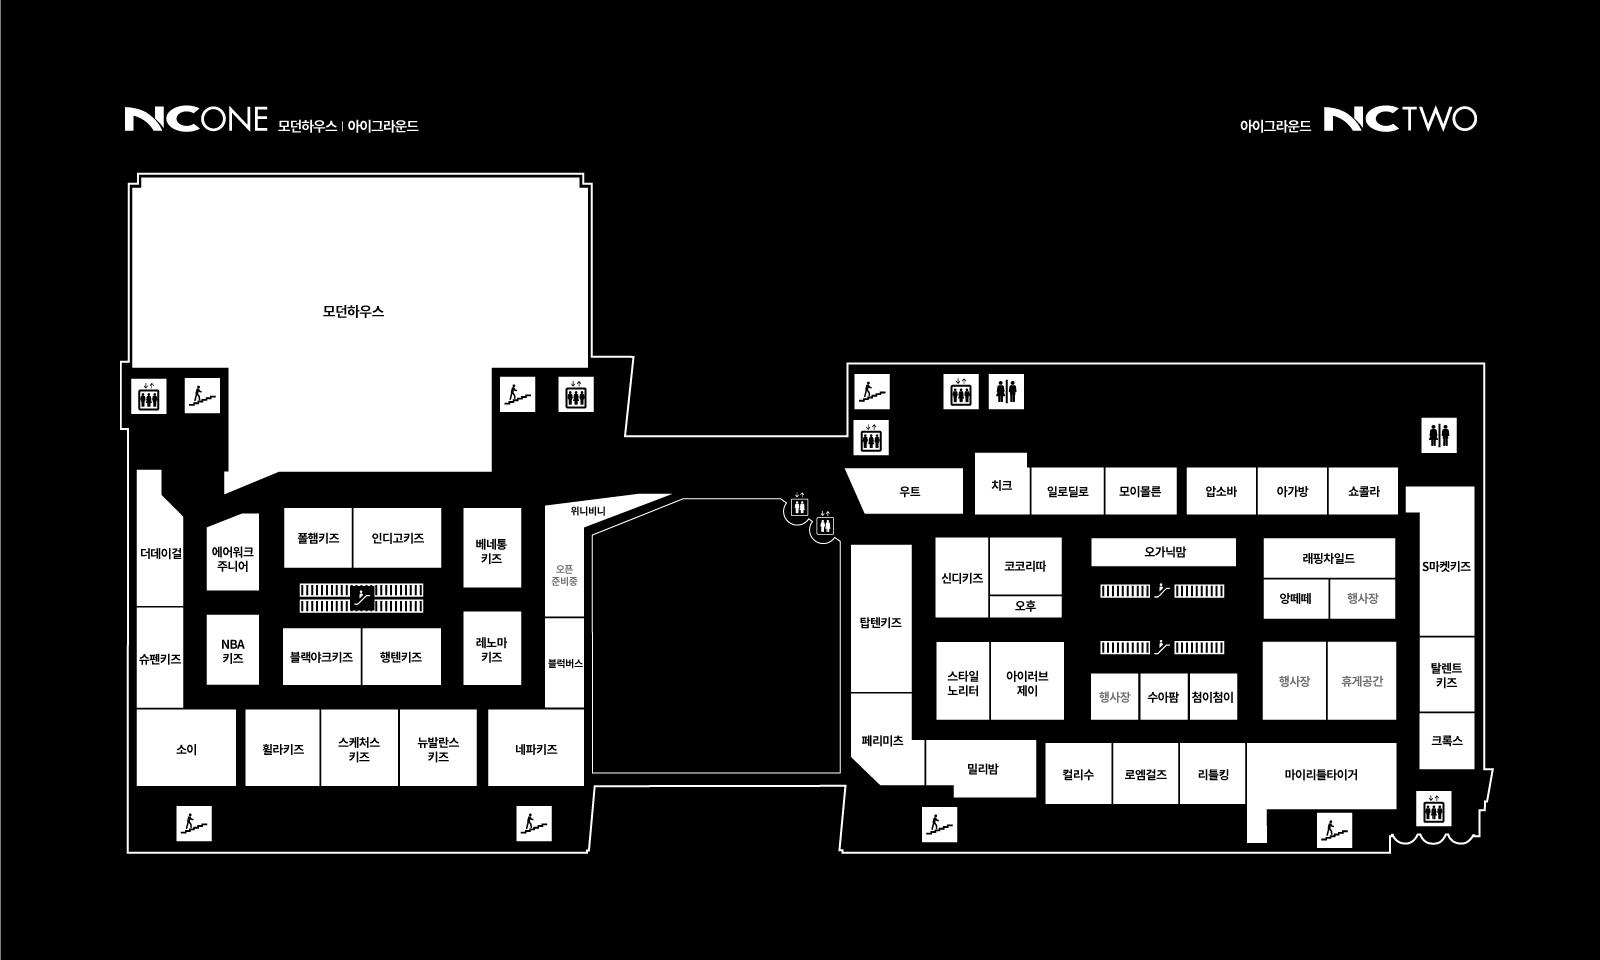 NC ONE 모던하우스 | 아이그라운드
아이그라운드 NC TWO
모던하우스
더데이걸
슈펜키즈
에어워크
주니어
NBA
키즈
폴햄키즈
인디고키즈
블랙야크키즈
행텐키즈
베네통
키즈
레노마
키즈
위니비니
오픈
준비중
블럭버스
소이
휠라키즈
스케처스
키즈
뉴발란스
키즈
네파키즈
우트
치크
일로딜로
모이몰른
압소바
아가방
쇼콜라
탑텐키즈
페리미츠
밀리밤
신디키즈
코코리따
오후
스타일
노리터
아이러브
제이
오가닉맘
행사장
수아팜
첨이첨이
래핑차일드
앙떼떼
행사장
행사장
휴게공간
S마켓키즈
탈렌트
키즈
크록스
컬리수
로엠걸즈
리틀킹
마이리틀타이거